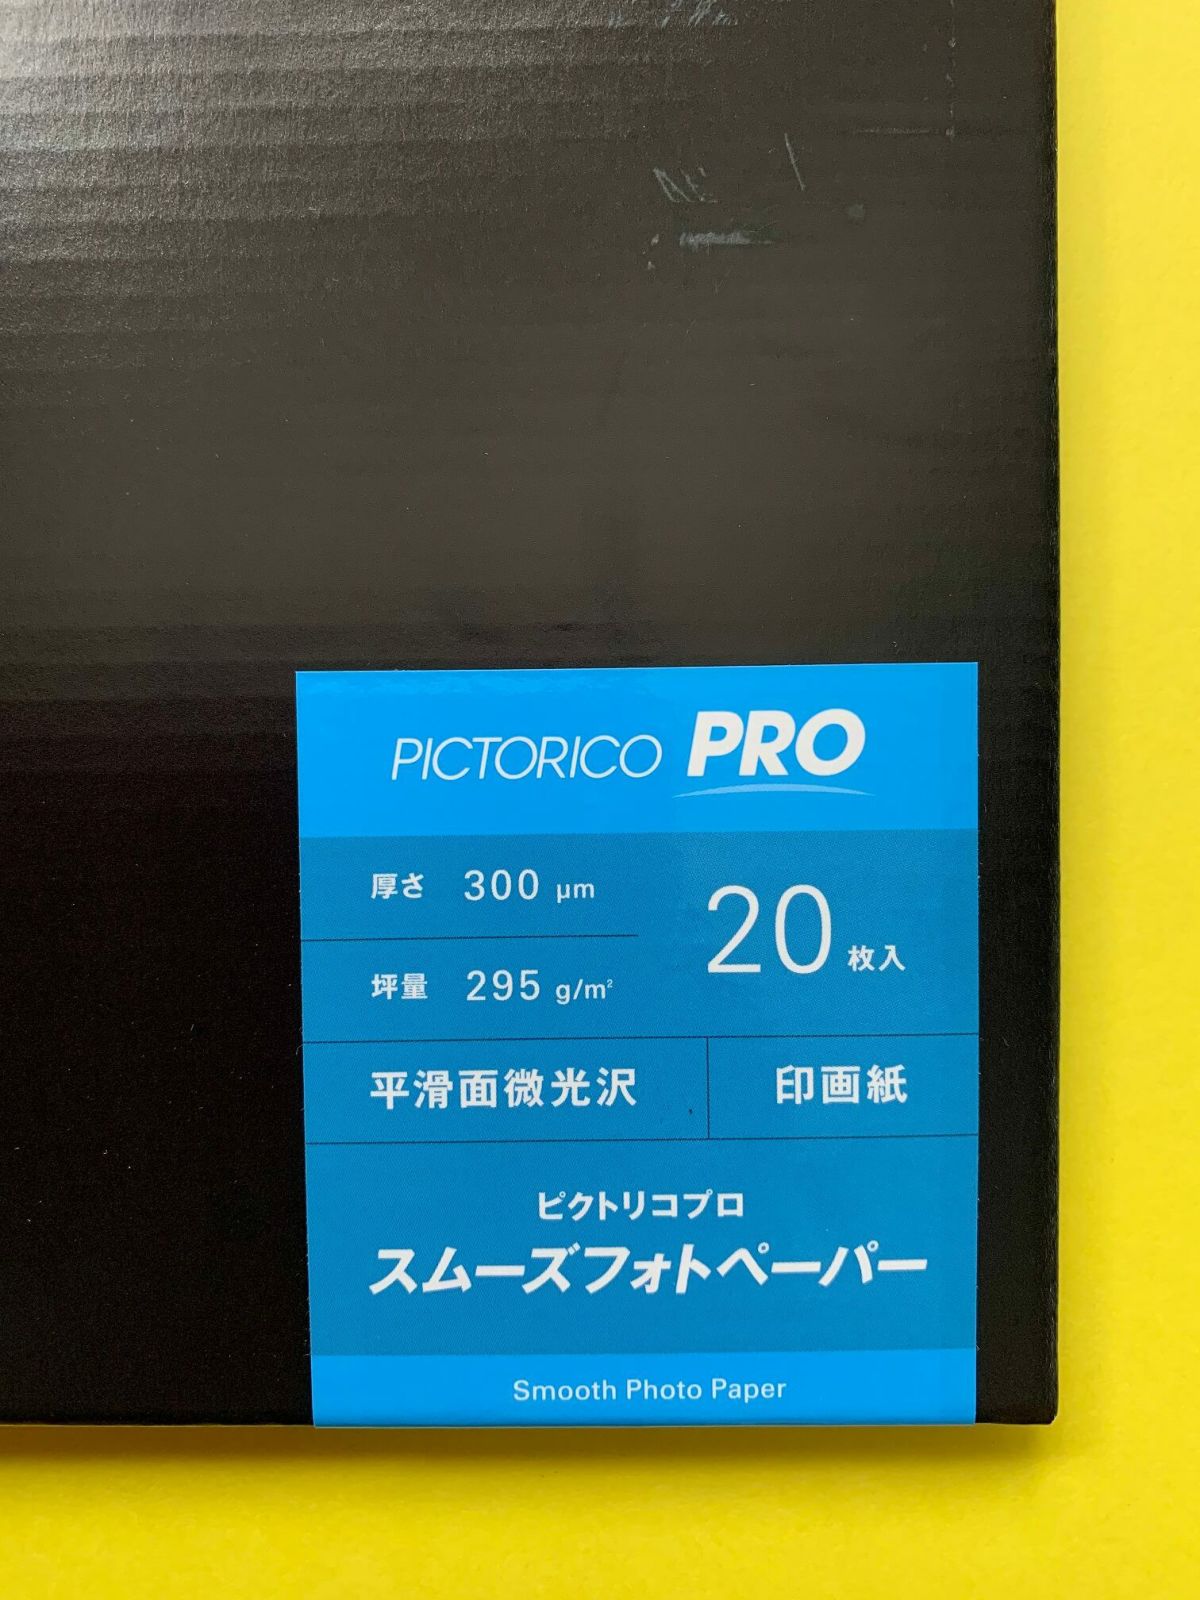 PICTORICO PRO
厚さ 300 μm
坪量 295 g/m²
20 枚入
平滑面微光沢
印画紙
ピクトリコプロ
スムーズフォトペーパー
Smooth Photo Paper